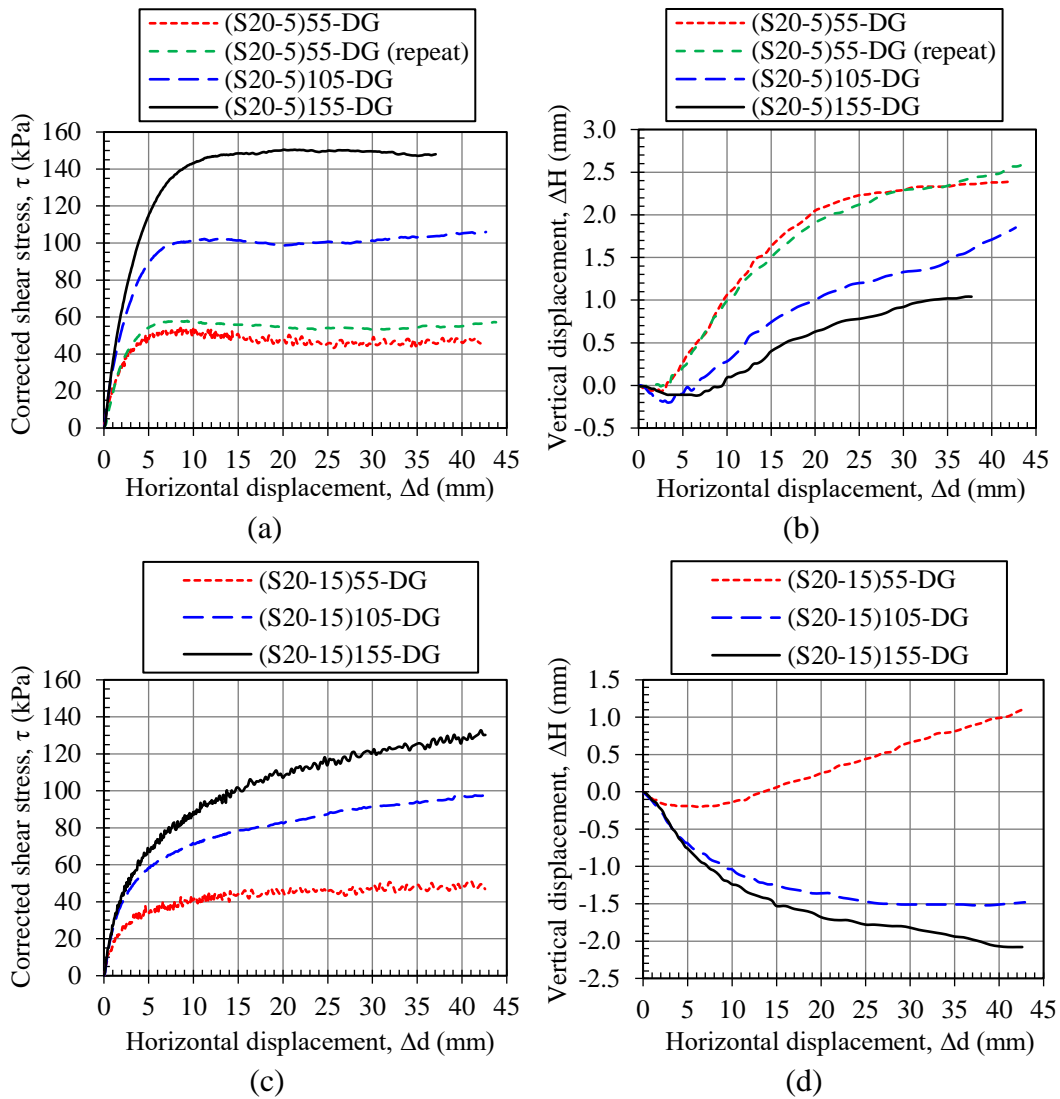 (S20-5)55-DG
(S20-5)55-DG (repeat)
(S20-5)105-DG
(S20-5)155-DG
Corrected shear stress, τ (kPa)
160
140
120
100
80
60
40
20
0
0 5 10 15 20 25 30 35 40 45
Horizontal displacement, Δd (mm)
(a)
(S20-5)55-DG
(S20-5)55-DG (repeat)
(S20-5)105-DG
(S20-5)155-DG
Vertical displacement, ΔH (mm)
3.0
2.5
2.0
1.5
1.0
0.5
0.0
-0.5
0 5 10 15 20 25 30 35 40 45
Horizontal displacement, Δd (mm)
(b)
(S20-15)55-DG
(S20-15)105-DG
(S20-15)155-DG
Corrected shear stress, τ (kPa)
160
140
120
100
80
60
40
20
0
0 5 10 15 20 25 30 35 40 45
Horizontal displacement, Δd (mm)
(c)
(S20-15)55-DG
(S20-15)105-DG
(S20-15)155-DG
Vertical displacement, ΔH (mm)
1.5
1.0
0.5
0.0
-0.5
-1.0
-1.5
-2.0
-2.5
0 5 10 15 20 25 30 35 40 45
Horizontal displacement, Δd (mm)
(d)